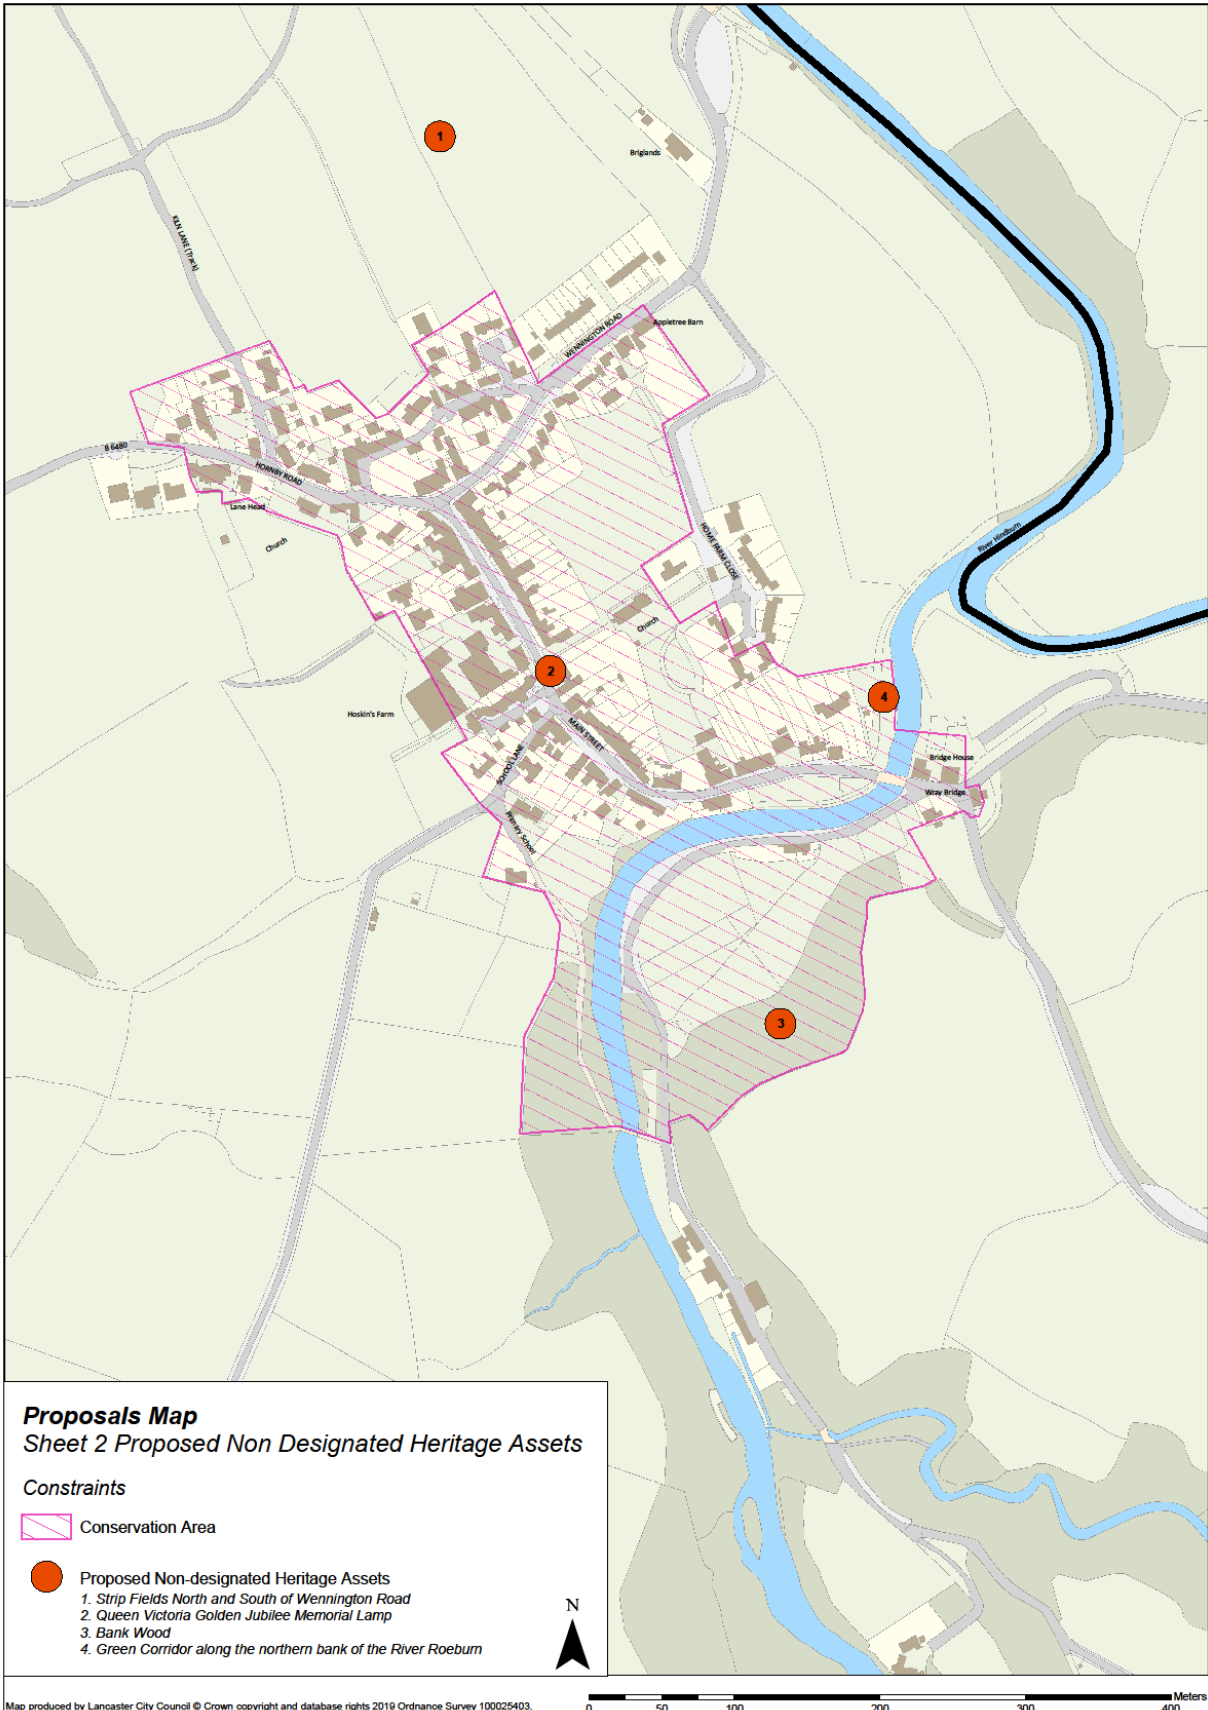 1
Briglands
KILN LANE (Track)
WENNINGTON ROAD
Appletree Barn
B 6480
HORNBY ROAD
Lane Head
Church
HOME FARM CLOSE
River Hindburn
Church
2
4
Hoskin's Farm
MAIN STREET
SCHOOL LANE
Bridge House
Wray Bridge
Primary School
3
Proposals Map
Sheet 2 Proposed Non Designated Heritage Assets
Constraints
Conservation Area
Proposed Non-designated Heritage Assets
1. Strip Fields North and South of Wennington Road
2. Queen Victoria Golden Jubilee Memorial Lamp
3. Bank Wood
4. Green Corridor along the northern bank of the River Roeburn
N
Map produced by Lancaster City Council © Crown copyright and database rights 2019 Ordnance Survey 100025403.
0 50 100 200 300 400 Meters